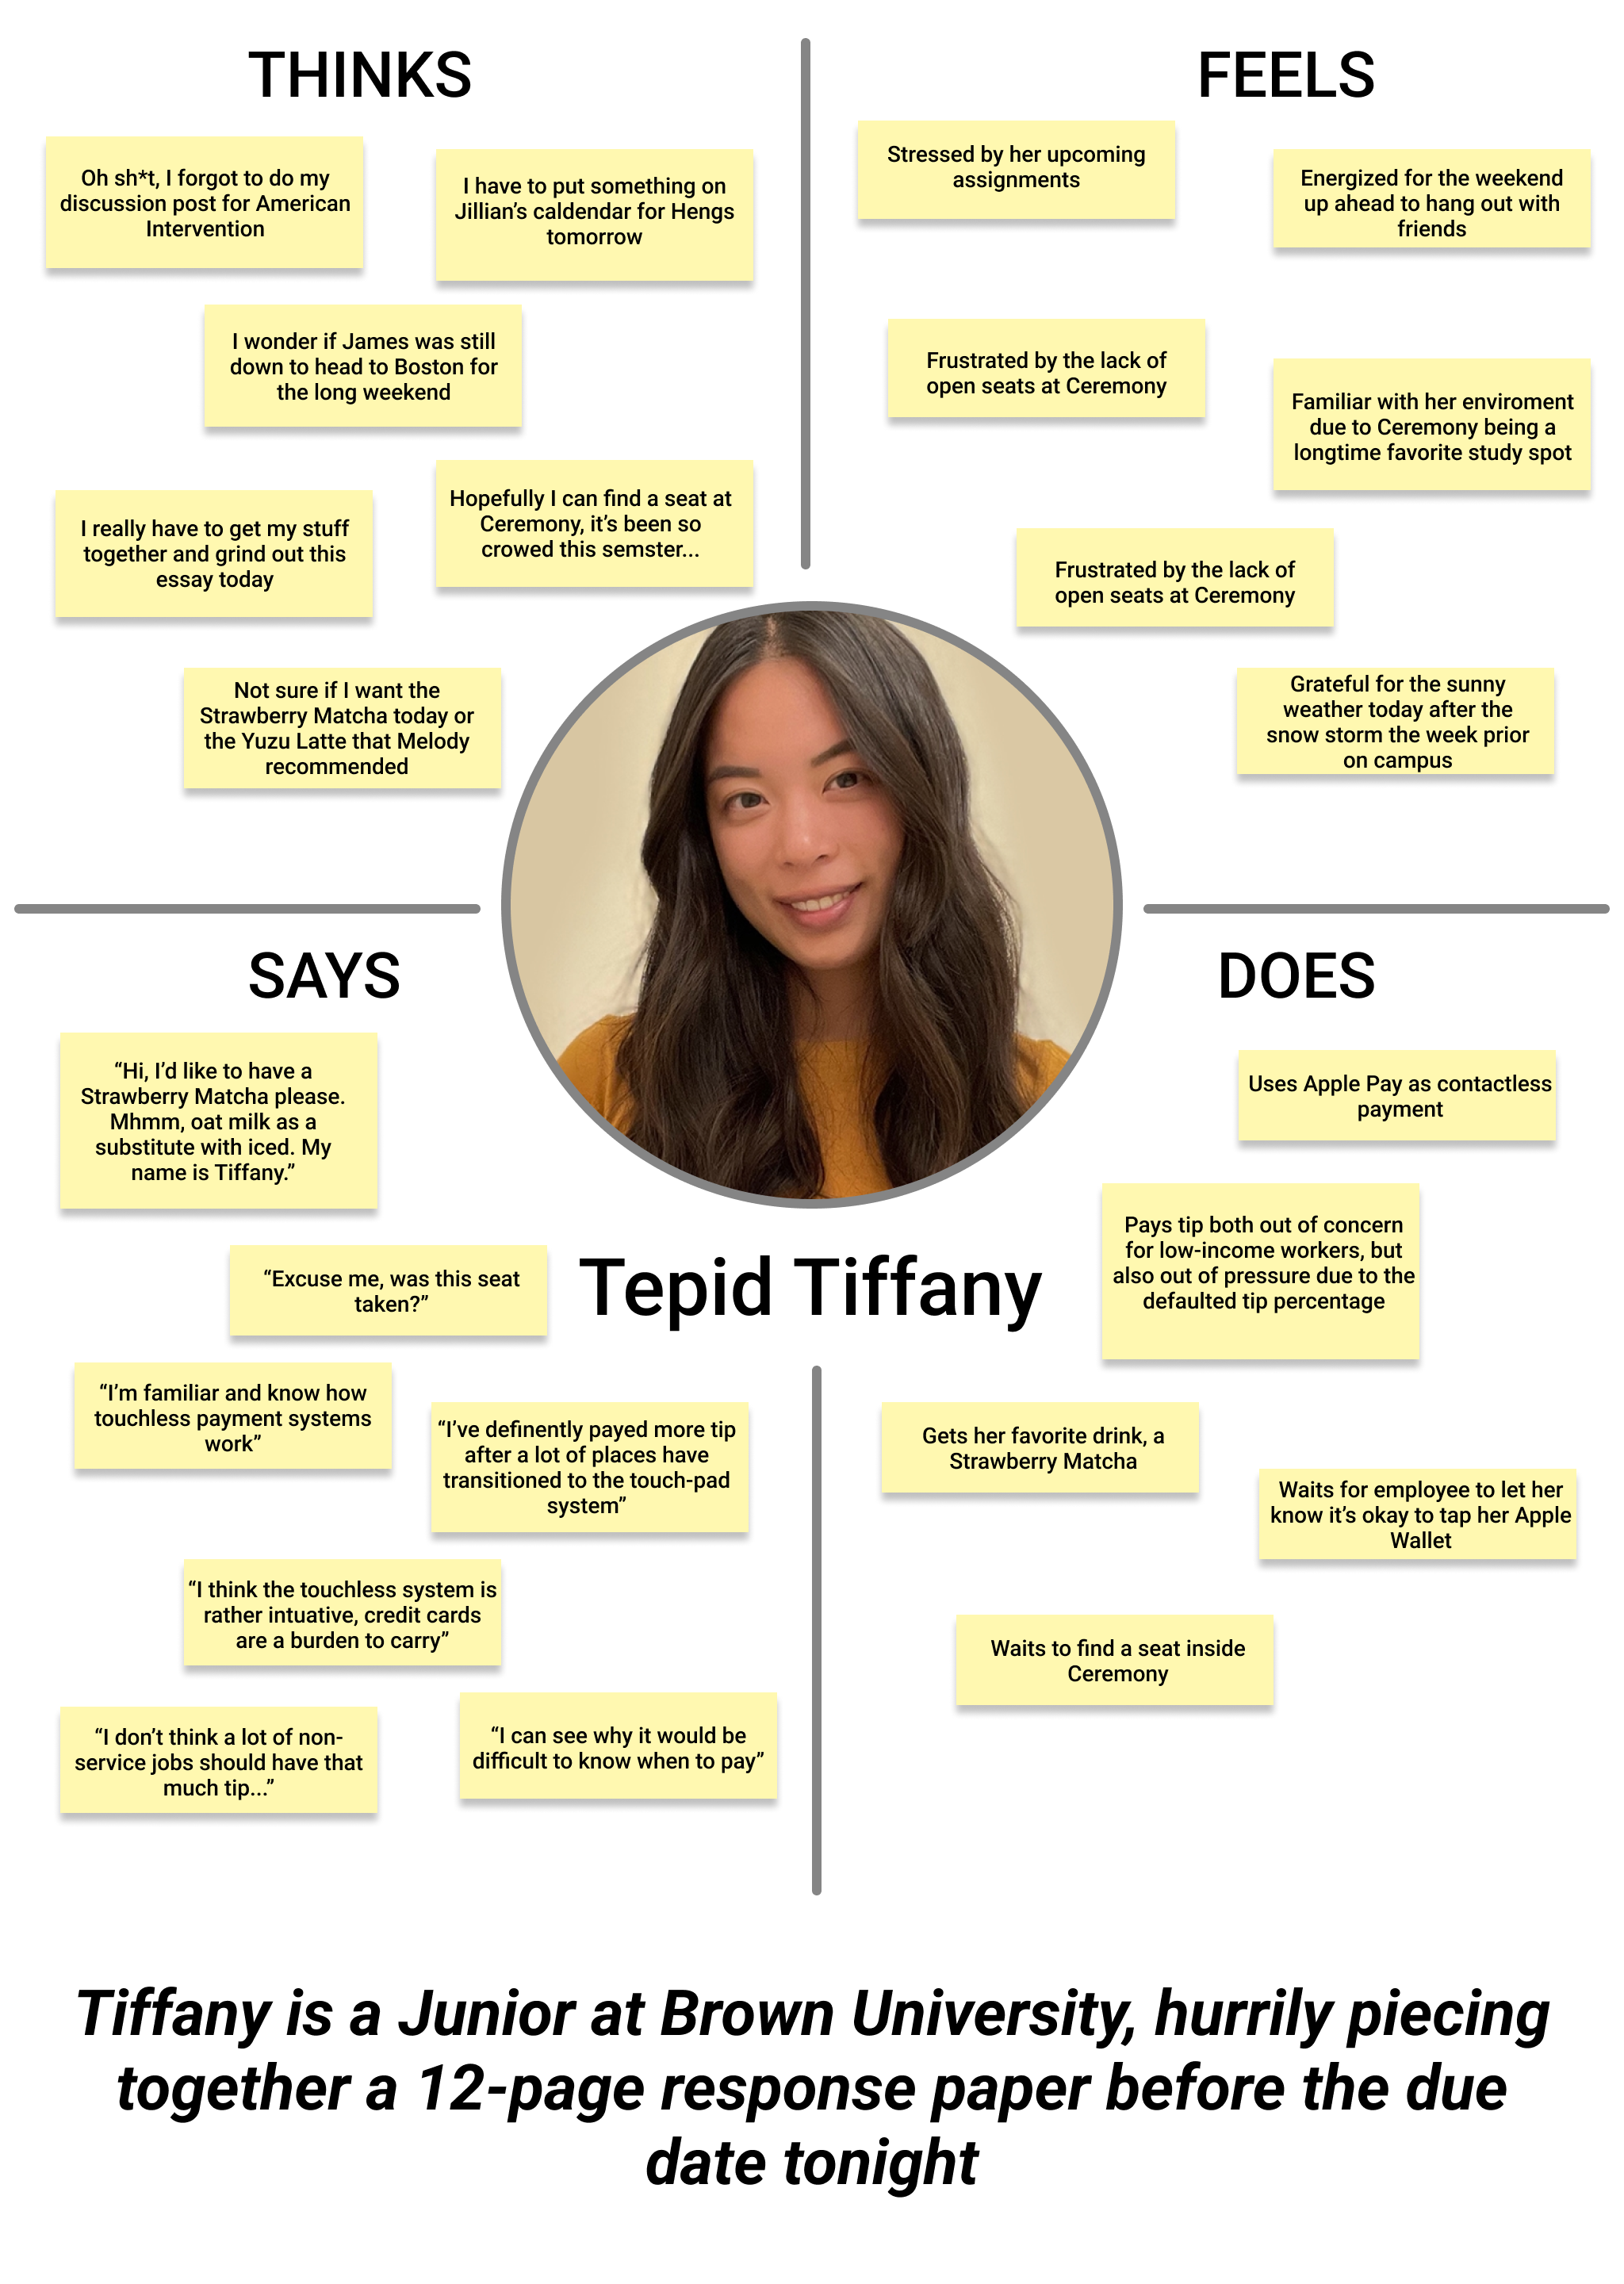 THINKS
Oh sh*t, I forgot to do my
discussion post for American
Intervention
I have to put something on
Jillian’s caldendar for Hengs
tomorrow
I wonder if James was still
down to head to Boston for
the long weekend
I really have to get my stuff
together and grind out this
essay today
Hopefully I can find a seat at
Ceremony, it’s been so
crowed this semster...
Not sure if I want the
Strawberry Matcha today or
the Yuzu Latte that Melody
recommended
FEELS
Stressed by her upcoming
assignments
Energized for the weekend
up ahead to hang out with
friends
Frustrated by the lack of
open seats at Ceremony
Familiar with her enviroment
due to Ceremony being a
longtime favorite study spot
Frustrated by the lack of
open seats at Ceremony
Grateful for the sunny
weather today after the
snow storm the week prior
on campus
SAYS
“Hi, I’d like to have a
Strawberry Matcha please.
Mhmm, oat milk as a
substitute with iced. My
name is Tiffany.”
“Excuse me, was this seat
taken?”
“I’m familiar and know how
touchless payment systems
work”
“I’ve definently payed more tip
after a lot of places have
transitioned to the touch-pad
system”
“I think the touchless system is
rather intuative, credit cards
are a burden to carry”
“I don’t think a lot of non-
service jobs should have that
much tip...”
“I can see why it would be
difficult to know when to pay”
Tepid Tiffany
DOES
Uses Apple Pay as contactless
payment
Pays tip both out of concern
for low-income workers, but
also out of pressure due to the
defaulted tip percentage
Gets her favorite drink, a
Strawberry Matcha
Waits for employee to let her
know it’s okay to tap her Apple
Wallet
Waits to find a seat inside
Ceremony
Tiffany is a Junior at Brown University, hurrily piecing
together a 12-page response paper before the due
date tonight